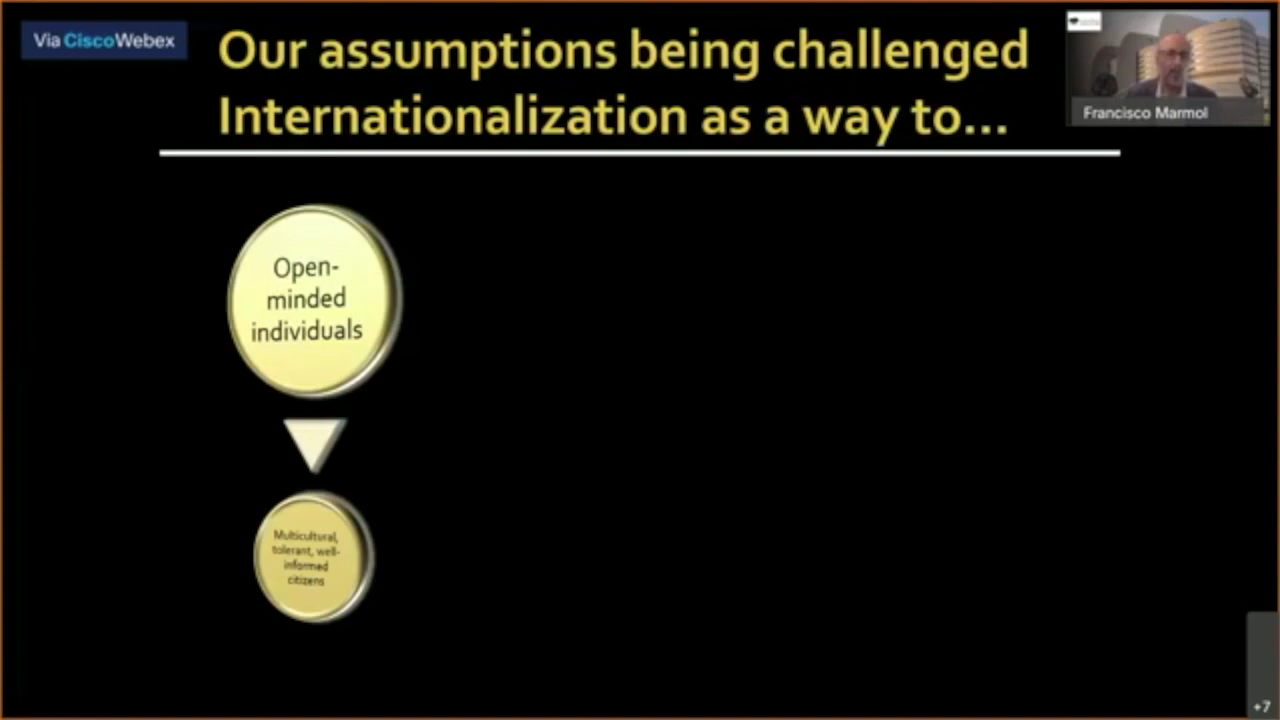 Via CiscoWebex
Our assumptions being challenged
Internationalization as a way to...
Francisco Marmol
Open-
minded
individuals
Multicultural,
tolerant, well-
informed
citizens
+7